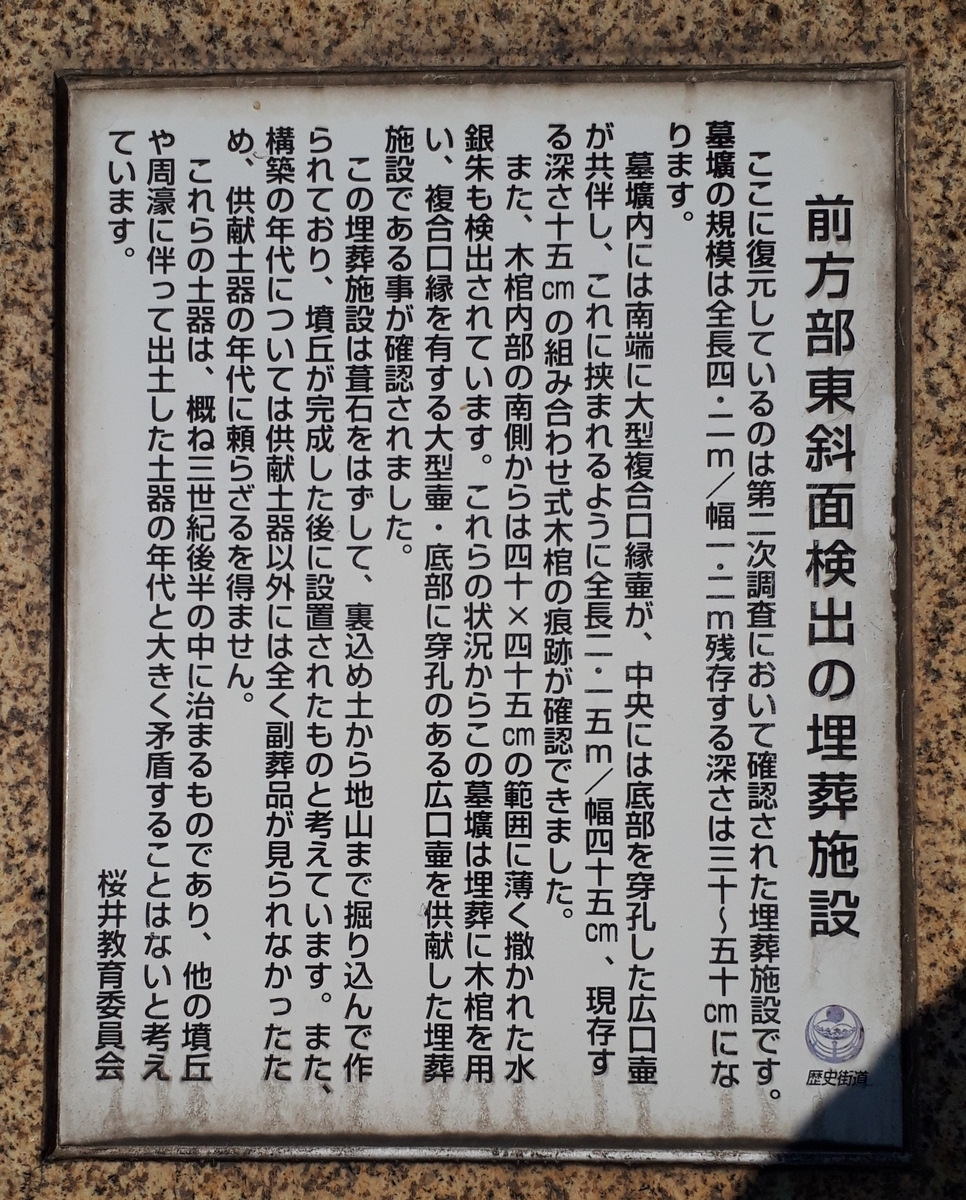 前方部東斜面検出の埋葬施設
歴史街道
ここに復元しているのは第二次調査において確認された埋葬施設です。
墓壙の規模は全長四・二ｍ／幅一・二ｍ残存する深さは三十～五十㎝にな
ります。
墓壙内には南端に大型複合口縁壷が、中央には底部を穿孔した広口壷
が共伴し、これに挟まれるように全長二・一五ｍ／幅四十五㎝、現存す
る深さ十五㎝の組み合わせ式木棺の痕跡が確認できました。
また、木棺内部の南側からは四十×四十五㎝の範囲に薄く撒かれた水
銀朱も検出されています。これらの状況からこの墓壙は埋葬に木棺を用
い、複合口縁を有する大型壷・底部に穿孔のある広口壷を供献した埋葬
施設である事が確認されました。
この埋葬施設は葺石をはずして、裏込め土から地山まで掘り込んで作
られており、墳丘が完成した後に設置されたものと考えています。また、
構築の年代については供献土器以外には全く副葬品が見られなかったた
め、供献土器の年代に頼らざるを得ません。
これらの土器は、概ね三世紀後半の中に治まるものであり、他の墳丘
や周濠に伴って出土した土器の年代と大きく矛盾することはないと考え
ています。
桜井教育委員会